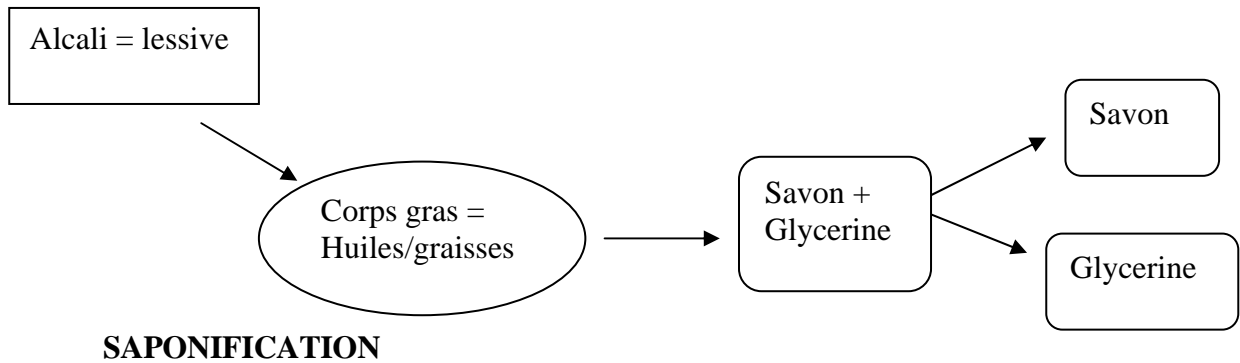 Alcali = lessive
Corps gras =
Huiles/graisses
Savon +
Glycerine
Savon
Glycerine
SAPONIFICATION